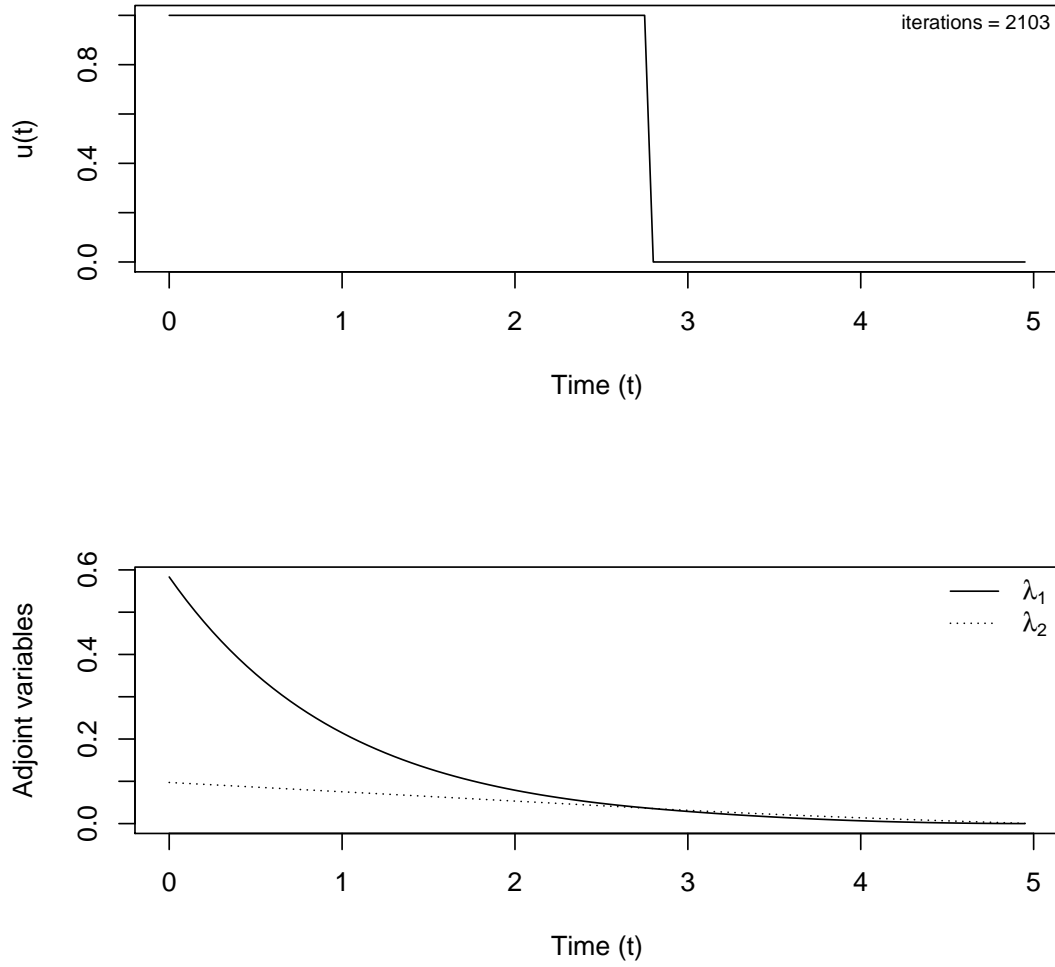 iterations = 2103
u(t)
0.8
0.4
0.0
0 1 2 3 4 5
Time (t)
Adjoint variables
0.6
0.4
0.2
0.0
λ1
λ2
0 1 2 3 4 5
Time (t)